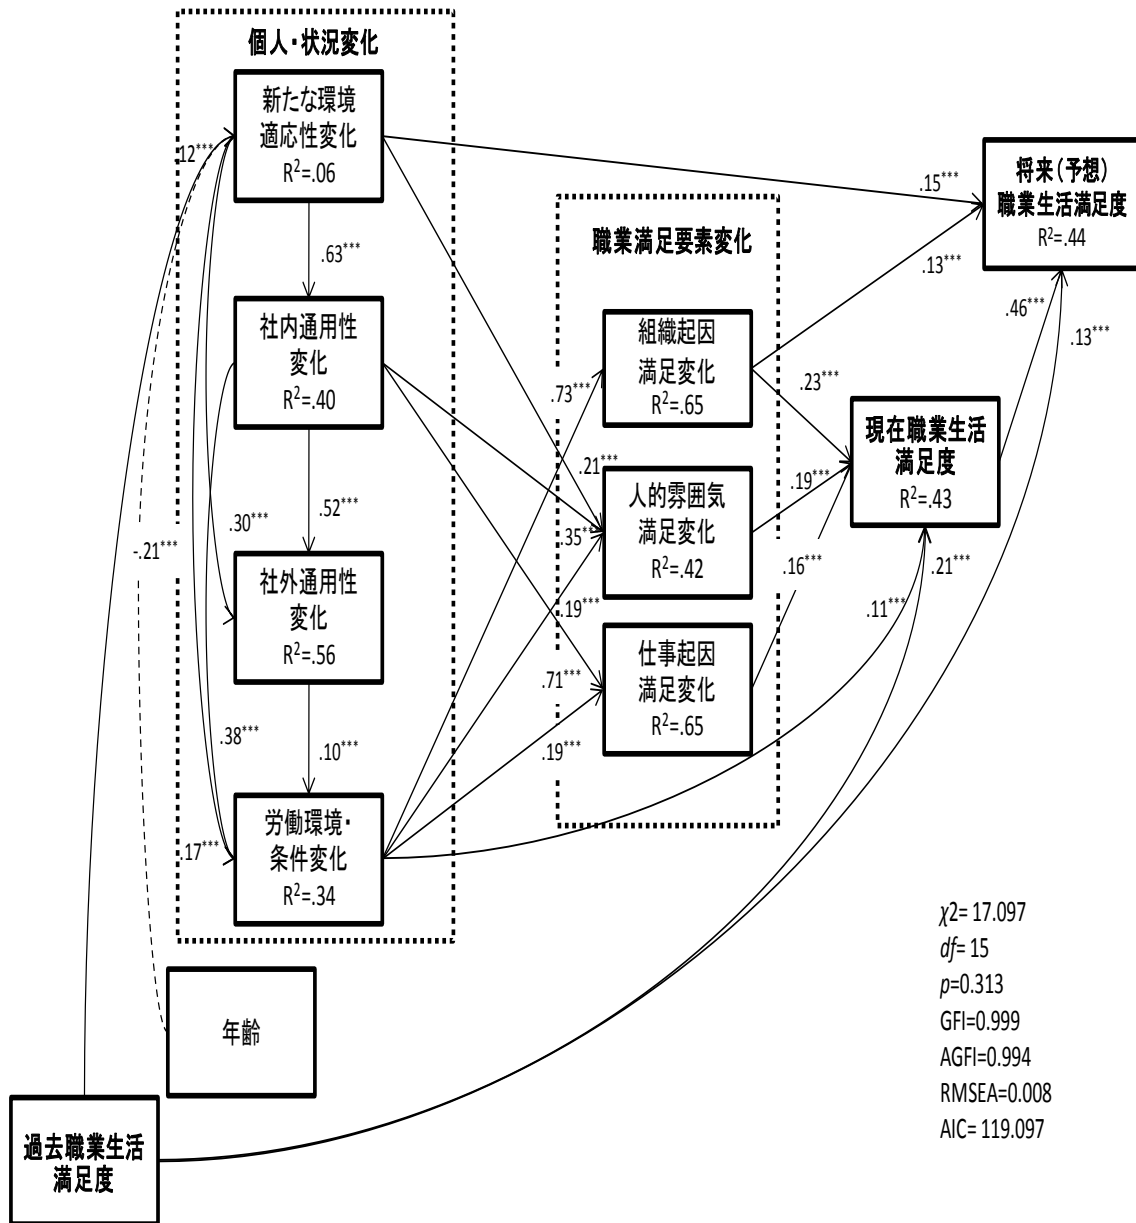 個人・状況変化
新たな環境
適応性変化
R²=.06
.12***
.63***
社内通用性
変化
R²=.40
.52***
.30***
-.21***
社外通用性
変化
R²=.56
.38***
.10***
労働環境・
条件変化
R²=.34
.17***
年齢
過去職業生活
満足度
職業満足要素変化
組織起因
満足変化
R²=.65
.73***
.21***
人的雰囲気
満足変化
R²=.42
.35***
.19***
仕事起因
満足変化
R²=.65
.71***
.19***
.15***
.13***
将来(予想)
職業生活満足度
R²=.44
.46***
.13***
.23***
現在職業生活
満足度
R²=.43
.19***
.16***
.11***
.21***
χ2= 17.097
df= 15
p=0.313
GFI=0.999
AGFI=0.994
RMSEA=0.008
AIC= 119.097